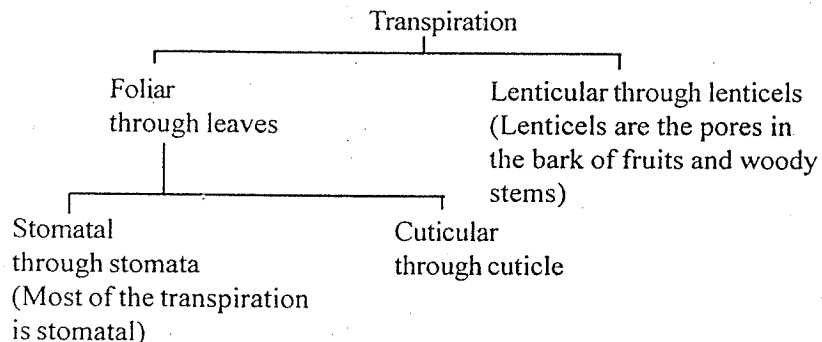 Transpiration
Foliar
through leaves
Lenticular through lenticels
(Lenticels are the pores in
the bark of fruits and woody
stems)
Stomatal
through stomata
(Most of the transpiration
is stomatal)
Cuticular
through cuticle